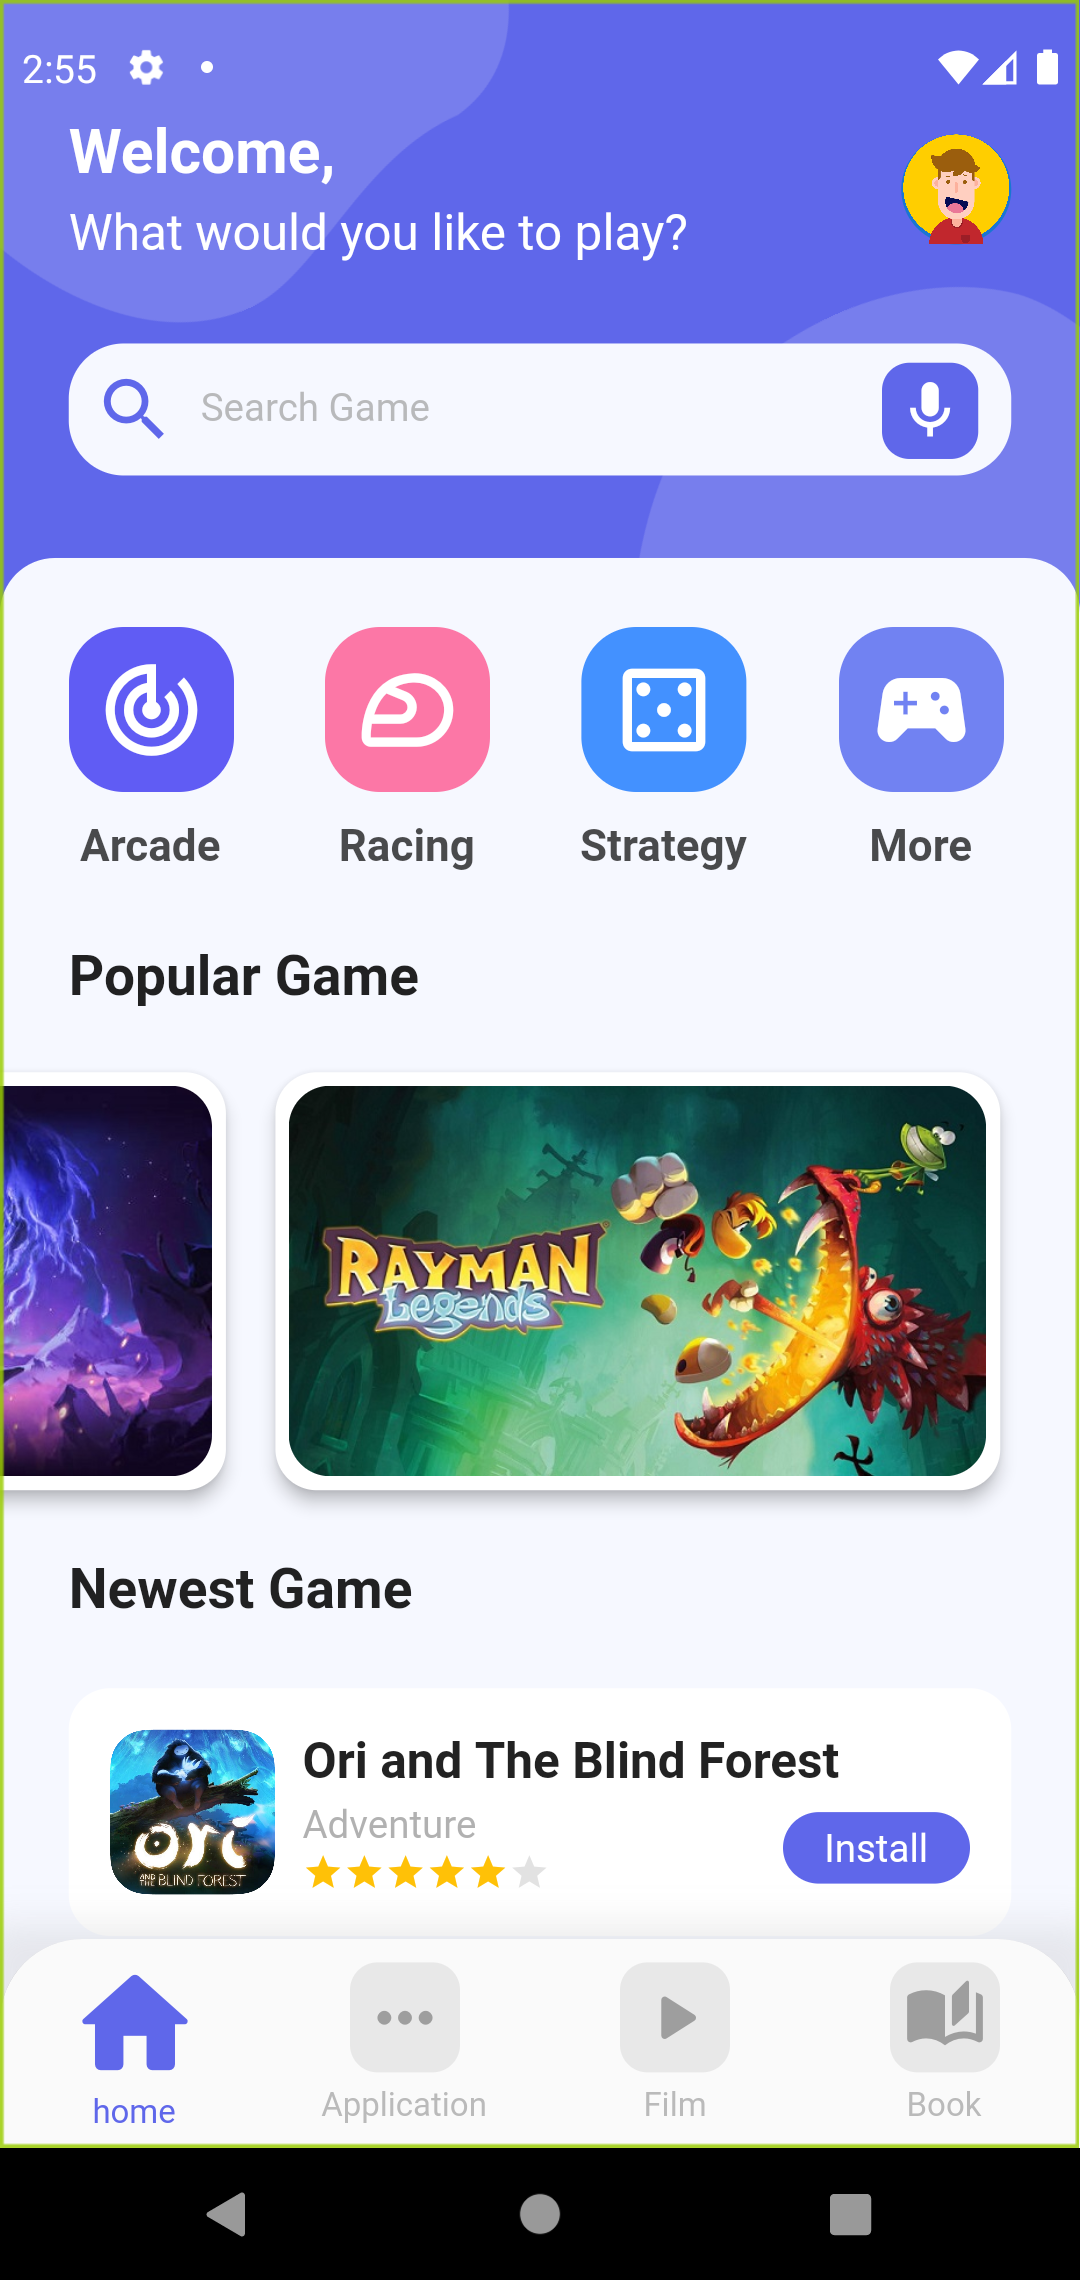 2:55
Welcome,
What would you like to play?
Search Game
Arcade
Racing
Strategy
More
Popular Game
RAYMAN
Legends
Newest Game
Ori and The Blind Forest
Adventure
Install
ori
AND THE BLIND FOREST
home
Application
Film
Book